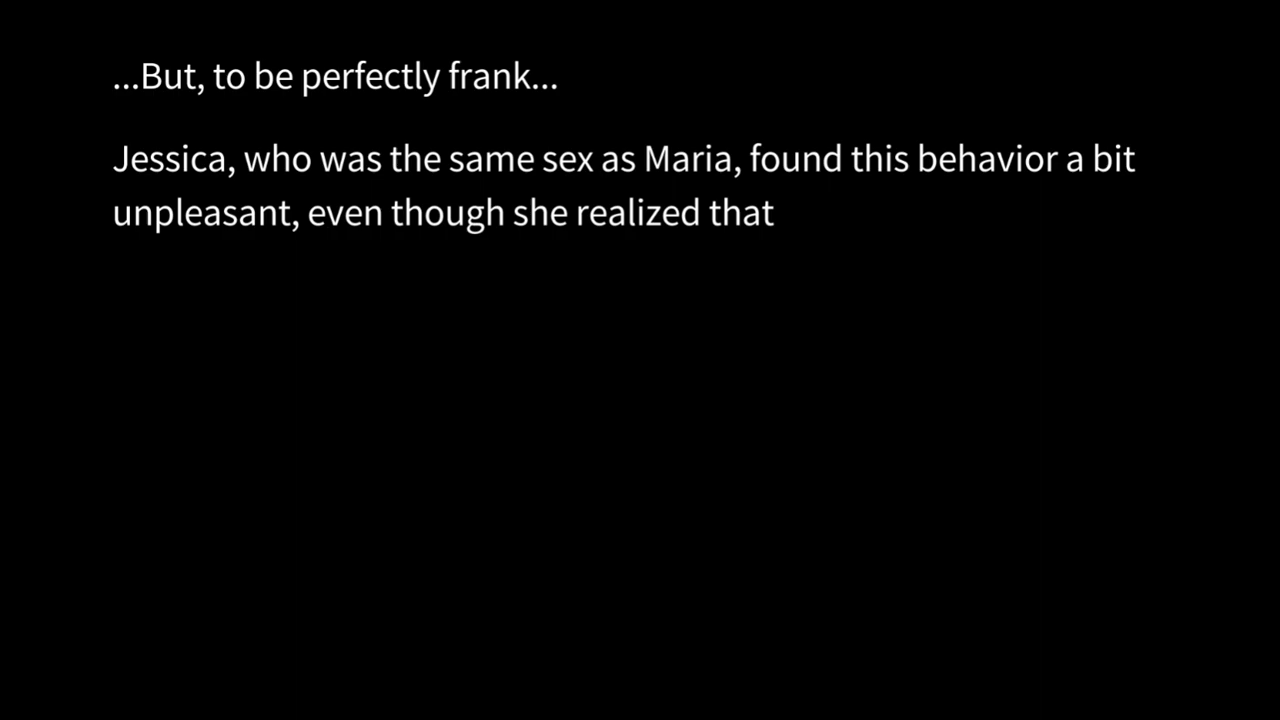 ...But, to be perfectly frank...
Jessica, who was the same sex as Maria, found this behavior a bit
unpleasant, even though she realized that